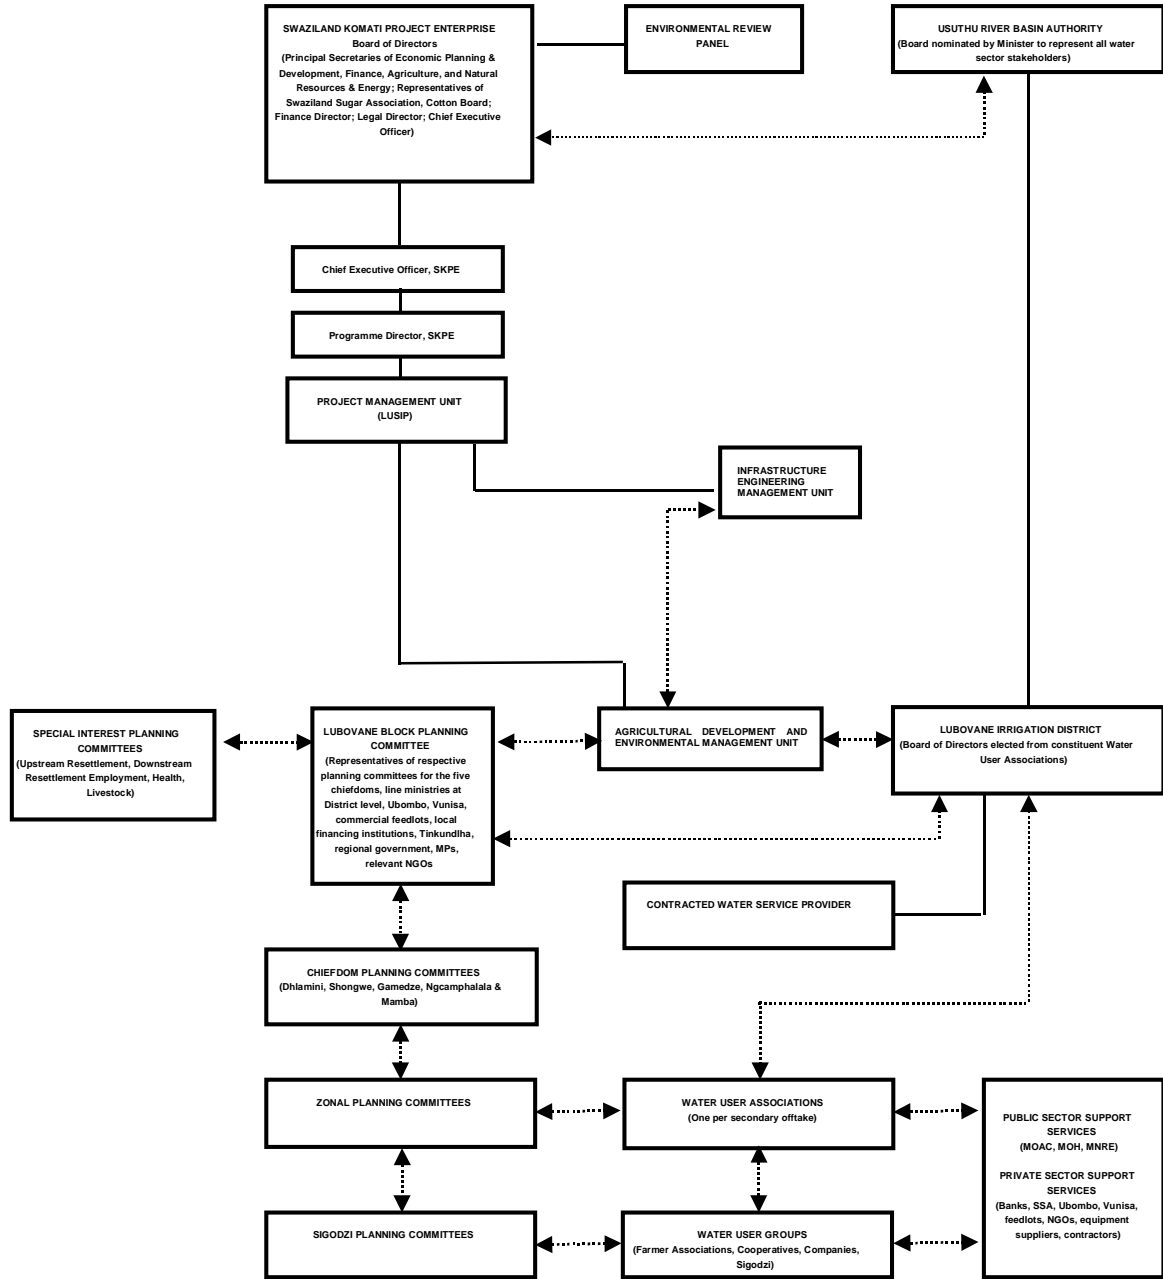 SWAZILAND KOMATI PROJECT ENTERPRISE
Board of Directors
(Principal Secretaries of Economic Planning &
Development, Finance, Agriculture, and Natural
Resources & Energy; Representatives of
Swaziland Sugar Association, Cotton Board;
Finance Director; Legal Director; Chief Executive
Officer)
ENVIRONMENTAL REVIEW
PANEL
USUTHU RIVER BASIN AUTHORITY
(Board nominated by Minister to represent all water
sector stakeholders)
Chief Executive Officer, SKPE
Programme Director, SKPE
PROJECT MANAGEMENT UNIT
(LUSIP)
INFRASTRUCTURE
ENGINEERING
MANAGEMENT UNIT
SPECIAL INTEREST PLANNING
COMMITTEES
(Upstream Resettlement, Downstream
Resettlement Employment, Health,
Livestock)
LUBOVANE BLOCK PLANNING
COMMITTEE
(Representatives of respective
planning committees for the five
chiefdoms, line ministries at
District level, Ubombo, Vunisa,
commercial feedlots, local
financing institutions, Tinkundlha,
regional government, MPs,
relevant NGOs
AGRICULTURAL DEVELOPMENT AND
ENVIRONMENTAL MANAGEMENT UNIT
LUBOVANE IRRIGATION DISTRICT
(Board of Directors elected from constituent Water
User Associations)
CONTRACTED WATER SERVICE PROVIDER
CHIEFDOM PLANNING COMMITTEES
(Dhlamini, Shongwe, Gamedze, Ngcamphalala &
Mamba)
ZONAL PLANNING COMMITTEES
WATER USER ASSOCIATIONS
(One per secondary offtake)
PUBLIC SECTOR SUPPORT
SERVICES
(MOAC, MOH, MNRE)
PRIVATE SECTOR SUPPORT
SERVICES
(Banks, SSA, Ubombo, Vunisa,
feedlots, NGOs, equipment
suppliers, contractors)
SIGODZI PLANNING COMMITTEES
WATER USER GROUPS
(Farmer Associations, Cooperatives, Companies,
Sigodzi)